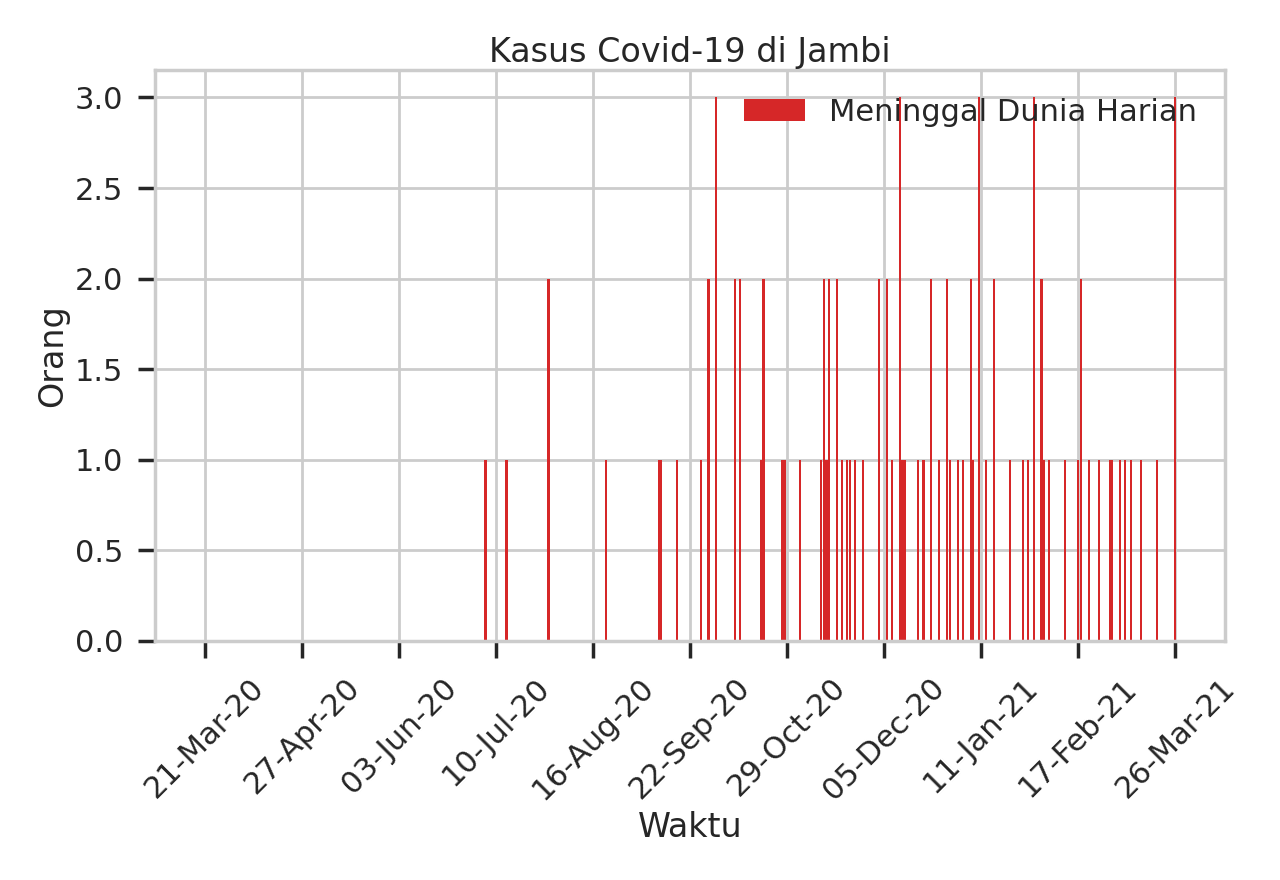 Kasus Covid-19 di Jambi
Meninggal Dunia Harian
3.0
2.5
2.0
1.5
1.0
0.5
0.0
Orang
21-Mar-20
27-Apr-20
03-Jun-20
10-Jul-20
16-Aug-20
22-Sep-20
29-Oct-20
05-Dec-20
11-Jan-21
17-Feb-21
26-Mar-21
Waktu